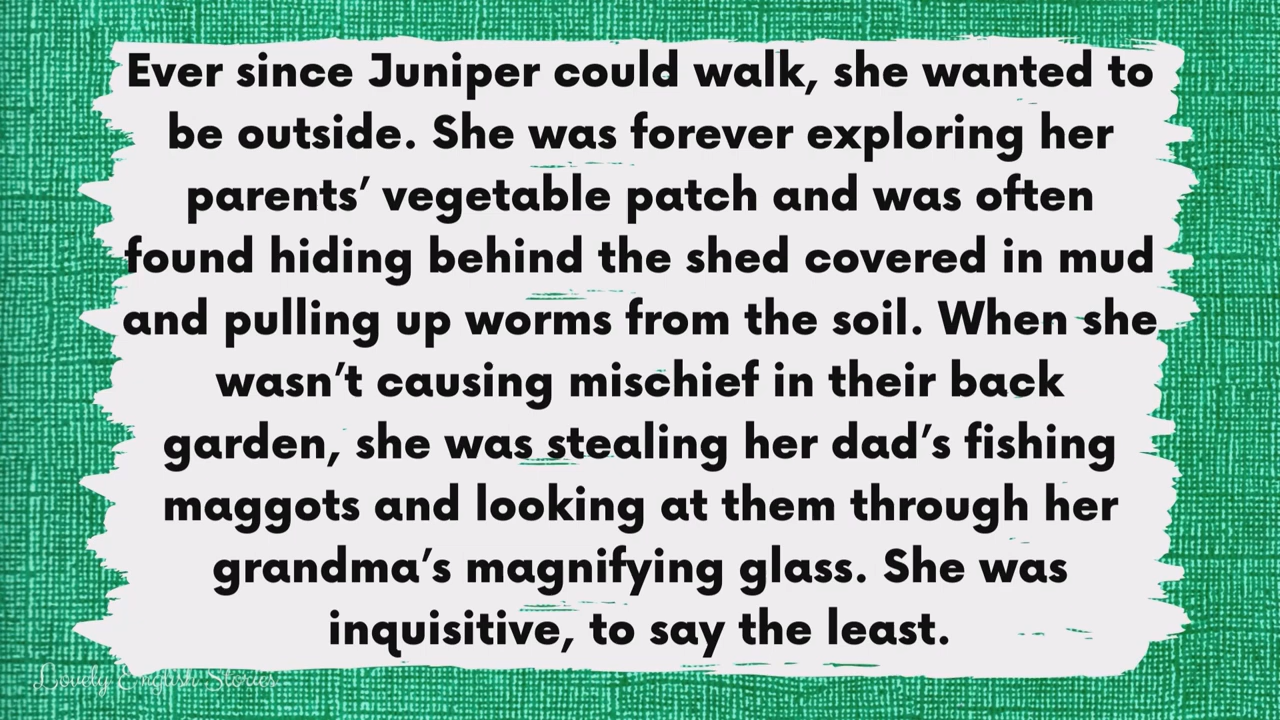 Ever since Juniper could walk, she wanted to
be outside. She was forever exploring her
parents’ vegetable patch and was often
found hiding behind the shed covered in mud
and pulling up worms from the soil. When she
wasn’t causing mischief in their back
garden, she was stealing her dad’s fishing
maggots and looking at them through her
grandma’s magnifying glass. She was
inquisitive, to say the least.
Lovely English Stories